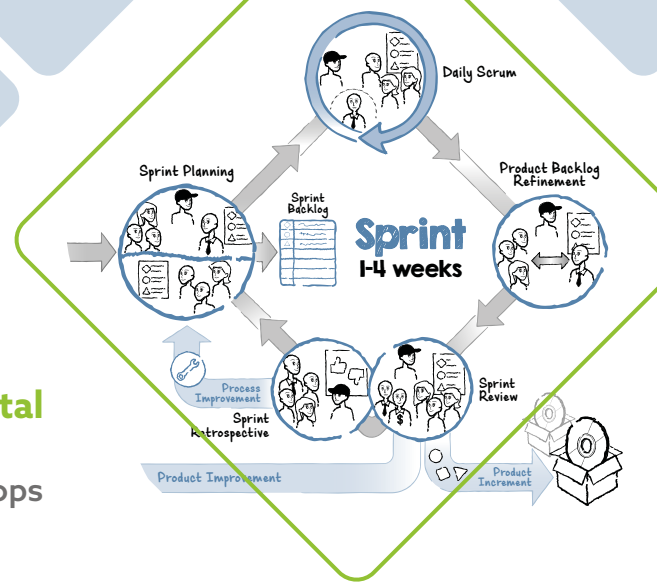 Daily Scrum
Sprint Planning
Product Backlog
Refinement
Sprint
Backlog
Sprint
1-4 weeks
Process
Improvement
Sprint
Retrospective
Sprint
Review
tal
Product Improvement
Product
Increment
ops